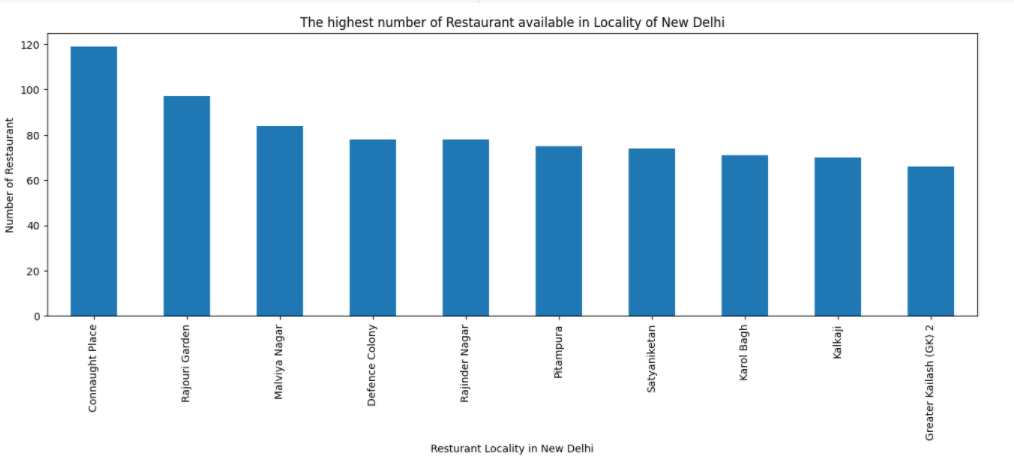 The highest number of Restaurant available in Locality of New Delhi
Number of Restaurant
120
100
80
60
40
20
0
Connaught Place
Rajouri Garden
Malviya Nagar
Defence Colony
Rajinder Nagar
Pitampura
Satyaniketan
Karol Bagh
Kalkaji
Greater Kailash (GK) 2
Resturant Locality in New Delhi